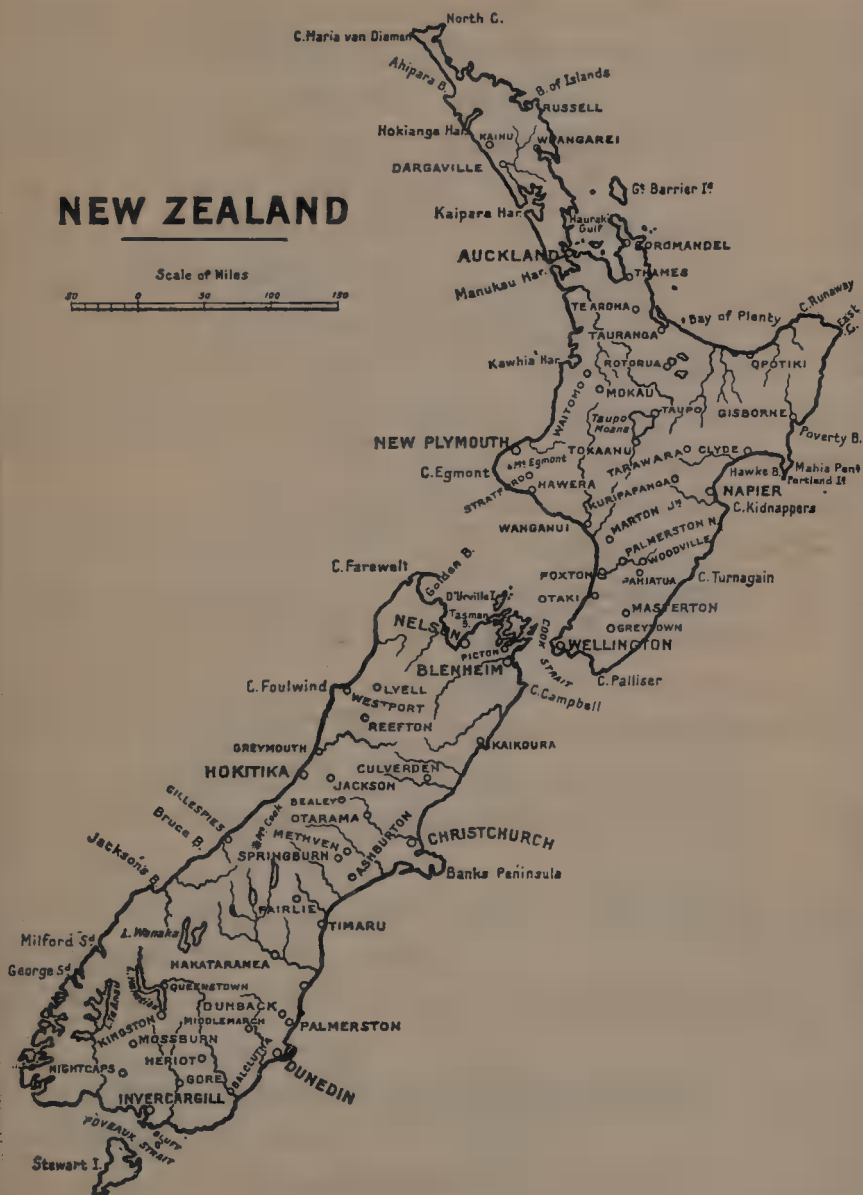 North C.
C. Maria van Diemen
Ahipara B.
B. of Islands
RUSSELL
Hokianga Har.
KAIHU
WHANGAREI
DARGAVILLE
NEW ZEALAND
Gt. Barrier Id.
Kaipara Har.
Hauraki
Gulf
AUCKLAND
COROMANDEL
Manukau Har.
THAMES
Scale of Miles
50 0 50 100 150
TE AROHA
Bay of Plenty
C. Runaway
East
C.
TAURANGA
Kawhia Har.
ROTORUA
OPOTIKI
WAITOMO
MOKAU
Taupo
Moana
TAUPO
GISBORNE
NEW PLYMOUTH
TOKAANU
Poverty B.
C. Egmont
Mt. Egmont
TARAWARA
CLYDE
Hawke B.
Mahia Pena
Portland Id.
STRATFORD
HAWERA
KURIPAPANGA
NAPIER
C. Kidnappers
WANGANUI
MARTON Jn.
PALMERSTON N.
WOODVILLE
C. Farewell
Golden B.
FOXTON
PAHIATUA
C. Turnagain
D'Urville I.
OTAKI
Tasman
B.
MASTERTON
NELSON
GREYTOWN
COOK
STRAIT
WELLINGTON
PICTON
BLENHEIM
C. Palliser
C. Foulwind
LYELL
WESTPORT
C. Campbell
REEFTON
GREYMOUTH
KAIKOURA
HOKITIKA
CULVERDEN
JACKSON
BEALEY
GILLESPIES
OTARAMA
Bruce B.
Mt. Cook
METHVEN
ASHBURTON
CHRISTCHURCH
SPRINGBURN
Jackson's B.
Banks Peninsula
FAIRLIE
TIMARU
L. Wanaka
Milford Sd.
HAKATARAMEA
George Sd.
QUEENSTOWN
L. Te Anau
DUNBACK
KINGSTON
MIDDLEMARCH
PALMERSTON
MOSSBURN
HERIOT
BALCLUTHA
DUNEDIN
NIGHTCAPS
GORE
INVERCARGILL
BLUFF
FOVEAUX STRAIT
Stewart I.